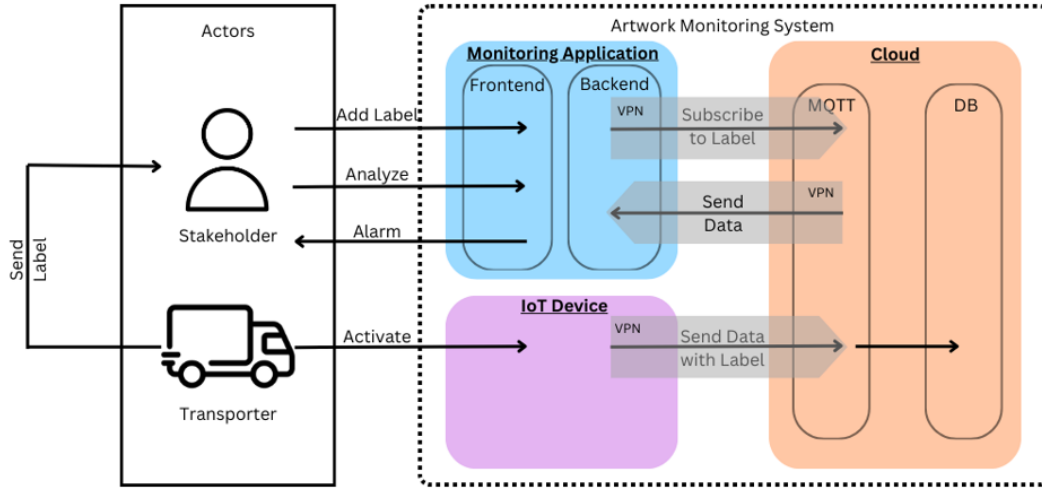 Actors
Artwork Monitoring System
Monitoring Application
Cloud
Frontend
Backend
MQTT
DB
Add Label
VPN
Subscribe
to Label
Analyze
Send
Data
VPN
Stakeholder
Alarm
Send
Label
IoT Device
Activate
VPN
Send Data
with Label
Transporter